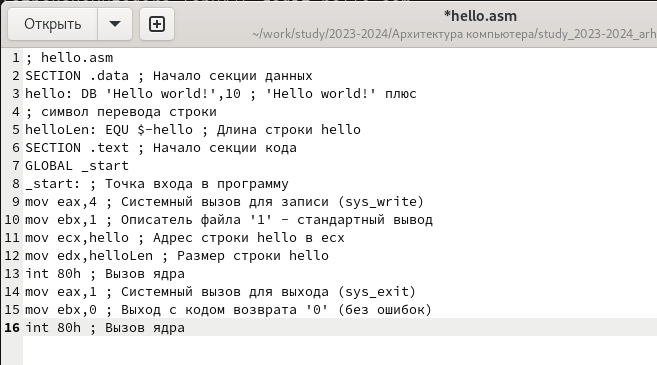 Открыть
*hello.asm
~/work/study/2023-2024/Архитектура компьютера/study_2023-2024_arh
1 ; hello.asm
2 SECTION .data ; Начало секции данных
3 hello: DB 'Hello world!',10 ; 'Hello world!' плюс
4 ; символ перевода строки
5 helloLen: EQU $-hello ; Длина строки hello
6 SECTION .text ; Начало секции кода
7 GLOBAL _start
8 _start: ; Точка входа в программу
9 mov eax,4 ; Системный вызов для записи (sys_write)
10 mov ebx,1 ; Описатель файла '1' - стандартный вывод
11 mov ecx,hello ; Адрес строки hello в ecx
12 mov edx,helloLen ; Размер строки hello
13 int 80h ; Вызов ядра
14 mov eax,1 ; Системный вызов для выхода (sys_exit)
15 mov ebx,0 ; Выход с кодом возврата '0' (без ошибок)
16 int 80h ; Вызов ядра